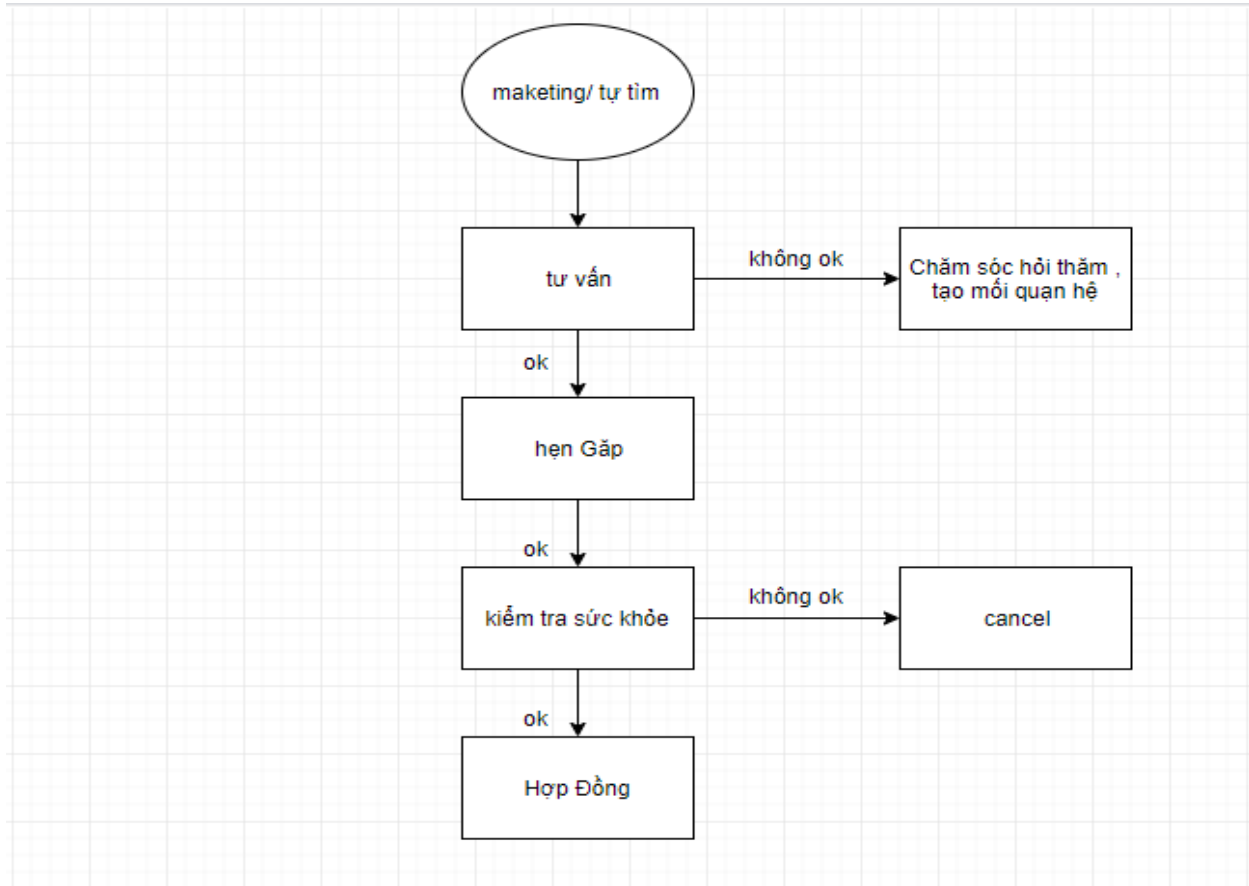 maketing/ tự tìm
tư vấn
không ok
Chăm sóc hỏi thăm ,
tạo mối quạn hệ
ok
hẹn Găp
ok
kiểm tra sức khỏe
không ok
cancel
ok
Hợp Đồng